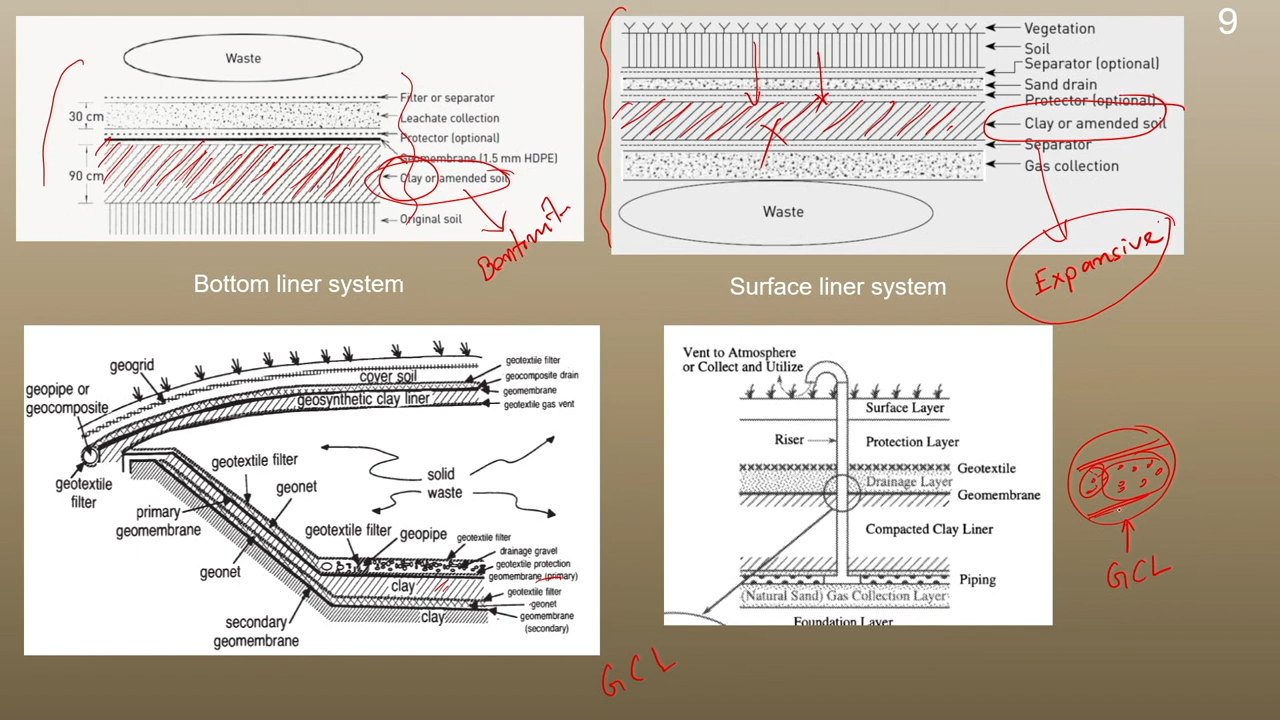 9
Waste
Filter or separator
30 cm
Leachate collection
Protector (optional)
Geomembrane (1.5 mm HDPE)
90 cm
Clay or amended soil
Original soil
Bottom liner system
Vegetation
Soil
Separator (optional)
Sand drain
Protector (optional)
Clay or amended soil
Separator
Gas collection
Waste
Expansive
Surface liner system
geogrid
geopipe or
geocomposite
cover soil
geosynthetic clay liner
geotextile filter
geocomposite drain
geomembrane
geotextile gas vent
geotextile
filter
geotextile filter
geonet
solid
waste
primary
geomembrane
geotextile filter
geopipe
geotextile filter
drainage gravel
geotextile protection
geomembrane (primary)
geonet
clay
geotextile filter
geonet
geomembrane
(secondary)
clay
secondary
geomembrane
GCL
Vent to Atmosphere
or Collect and Utilize
Surface Layer
Riser
Protection Layer
Geotextile
Drainage Layer
Geomembrane
Compacted Clay Liner
Piping
(Natural Sand) Gas Collection Layer
Foundation Layer
GCL